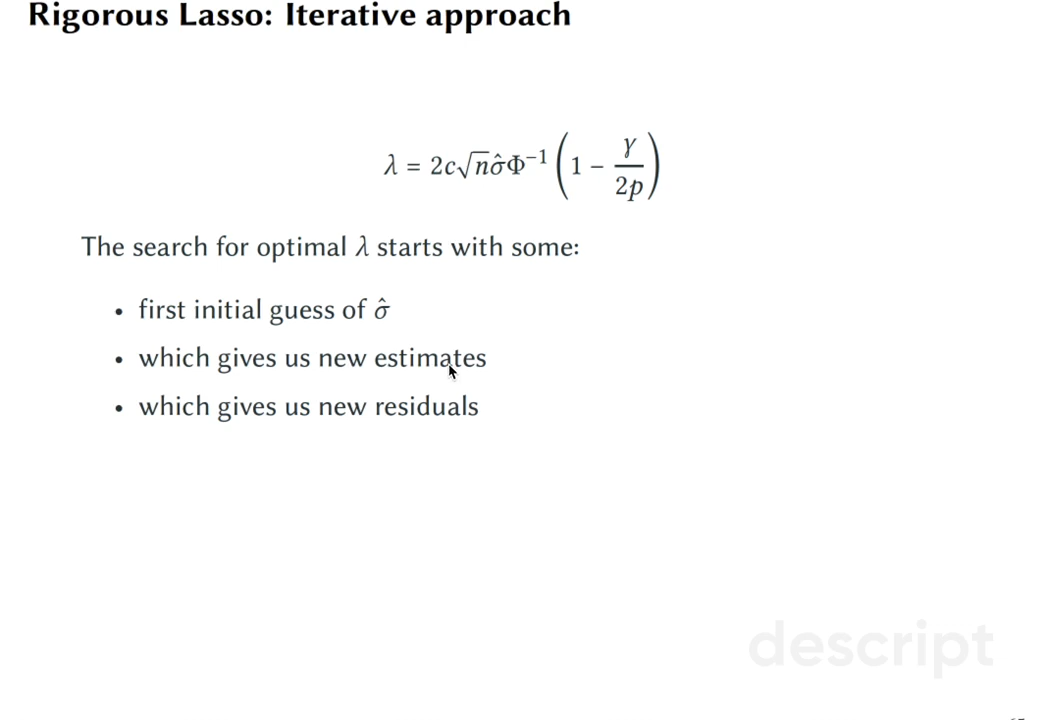 Rigorous Lasso: Iterative approach
λ = 2c√nσ̂Φ⁻¹(1 − γ/2p)
The search for optimal λ starts with some:
• first initial guess of σ̂
• which gives us new estimates
• which gives us new residuals
descript